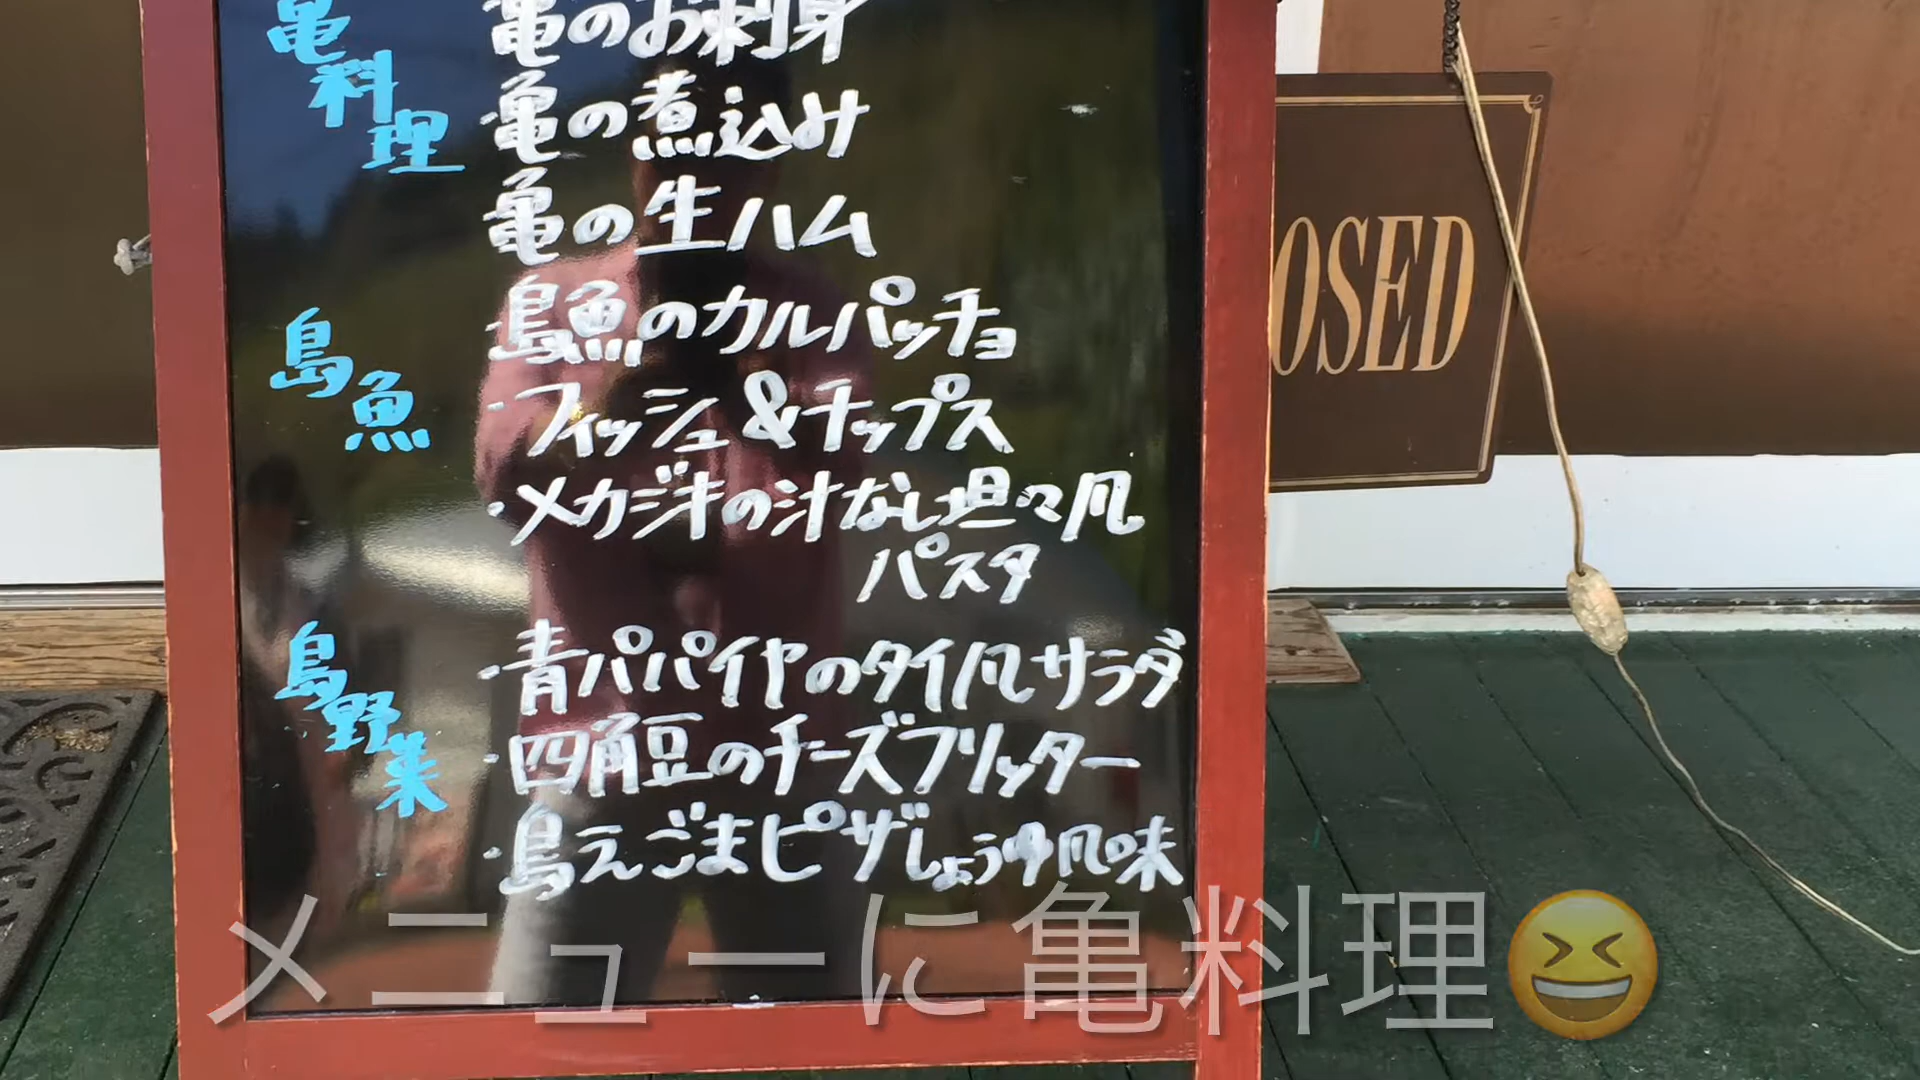 亀料理
・亀のお刺身
・亀の煮込み
・亀の生ハム
島魚
・島魚のカルパッチョ
・フィッシュ&チップス
・メカジキの汁なし坦々風
パスタ
島野菜
・青パパイヤのタイ風サラダ
・四角豆のチーズフリッター
・島えごまピザしょうゆ風味
OSED
メニューに亀料理😆